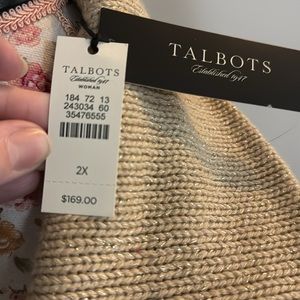 TALBOTS
Established 1947
WOMAN
184 72 13
243034 60
35476555
2X
$169.00
TALBOTS
Established 1947